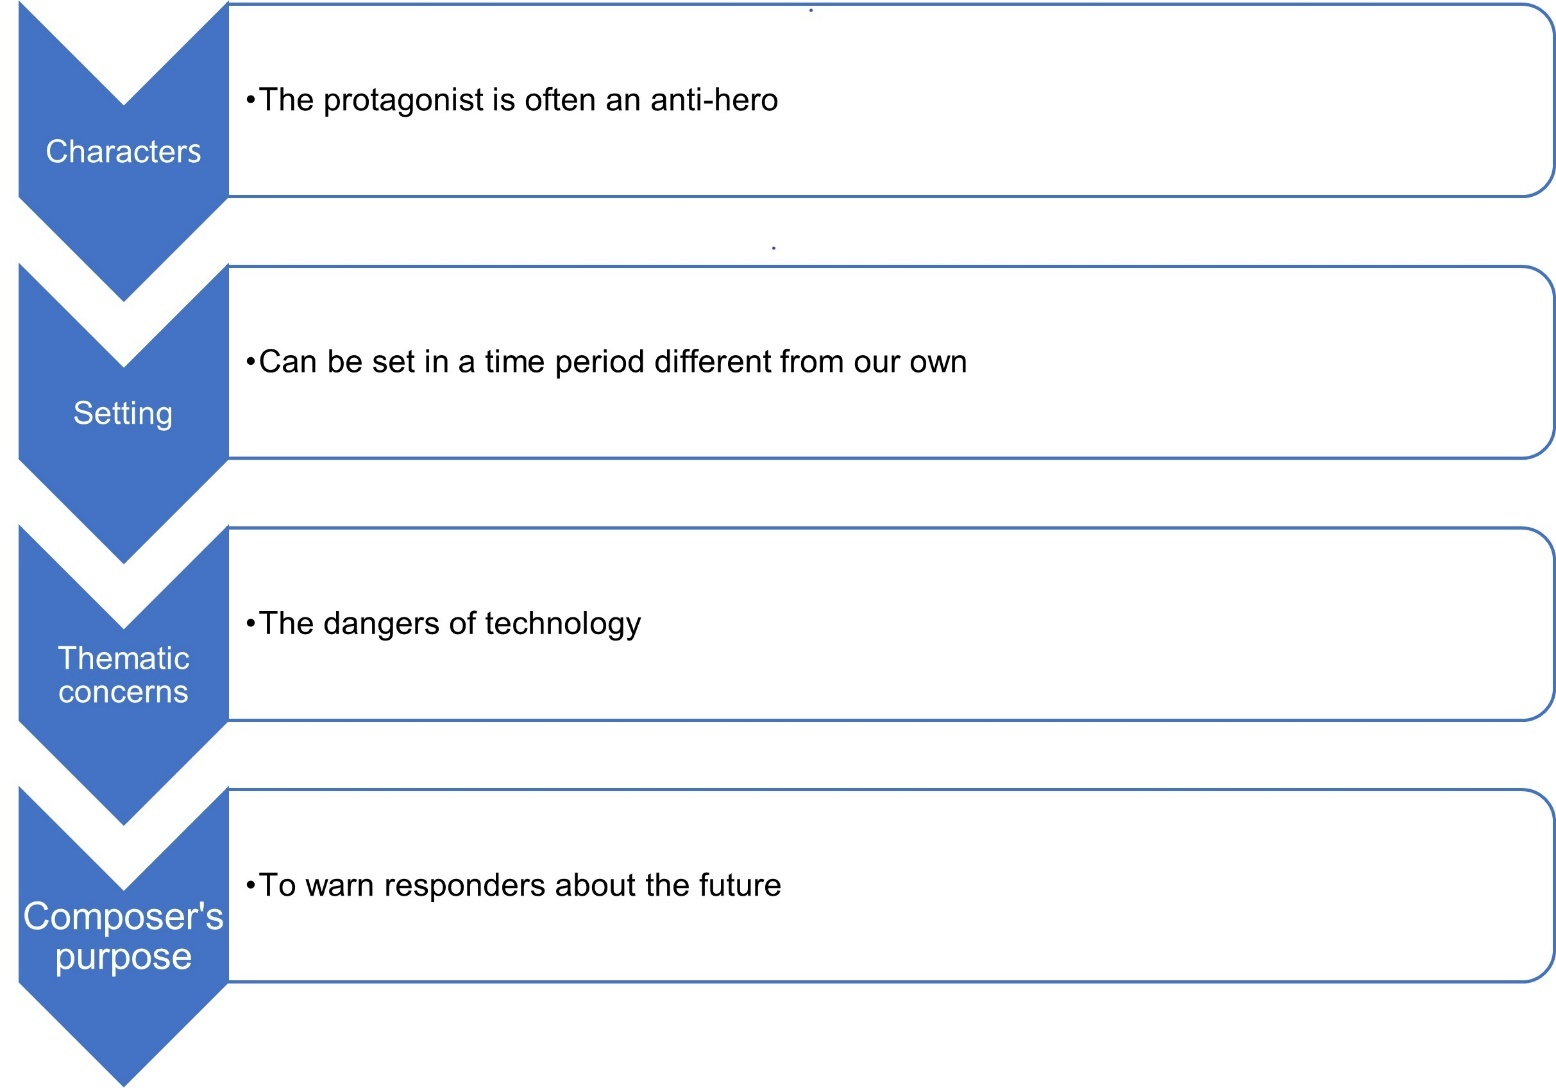 Characters
•The protagonist is often an anti-hero
Setting
•Can be set in a time period different from our own
Thematic
concerns
•The dangers of technology
Composer's
purpose
•To warn responders about the future